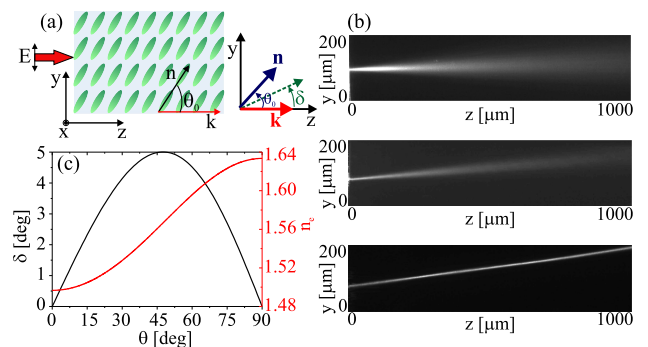 (a)
E
n
θ₀
k
y
x
z
y
n
θ₀
δ
k
z
(b)
200
y [µm]
0
0
1000
z [µm]
200
y [µm]
0
0
1000
z [µm]
200
y [µm]
0
0
1000
z [µm]
(c)
5
4
3
2
1
0
δ [deg]
0 15 30 45 60 75 90
θ [deg]
1.64
1.60
1.56
1.52
1.48
nₑ